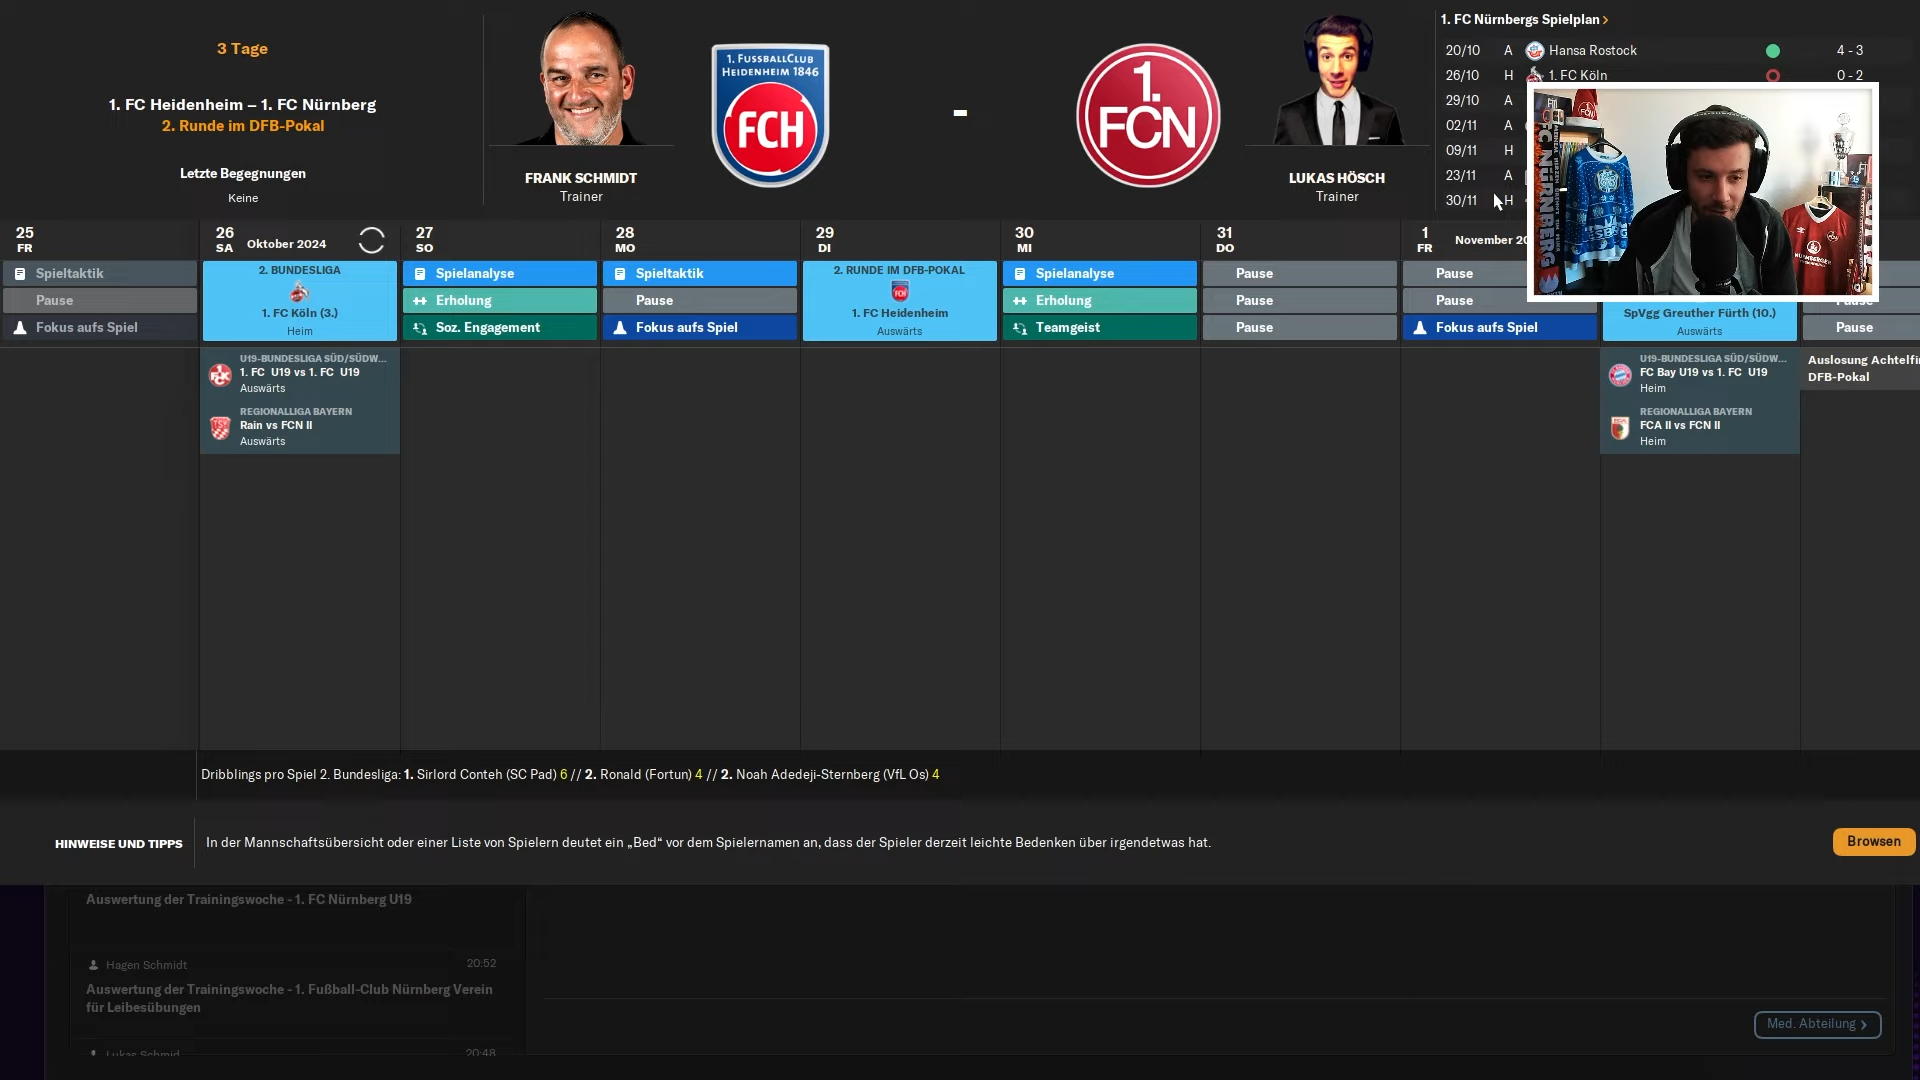 3 Tage
1. FC Heidenheim – 1. FC Nürnberg
2. Runde im DFB-Pokal
Letzte Begegnungen
Keine
FRANK SCHMIDT
Trainer
1. FUSSBALLCLUB
HEIDENHEIM 1846
FCH
-
1.
FCN
LUKAS HÖSCH
Trainer
1. FC Nürnbergs Spielplan
20/10 A Hansa Rostock 4 - 3
26/10 H 1. FC Köln 0 - 2
29/10 A
02/11 A
09/11 H
23/11 A
30/11 H
FC NÜRNBERG
25 FR
26 SA Oktober 2024
27 SO
28 MO
29 DI
30 MI
31 DO
1 FR November 20
Spieltaktik
Pause
Fokus aufs Spiel
2. BUNDESLIGA
1. FC Köln (3.)
Heim
Spielanalyse
Erholung
Soz. Engagement
Spieltaktik
Pause
Fokus aufs Spiel
2. RUNDE IM DFB-POKAL
1. FC Heidenheim
Auswärts
Spielanalyse
Erholung
Teamgeist
Pause
Pause
Pause
Pause
Pause
Fokus aufs Spiel
SpVgg Greuther Fürth (10.)
Auswärts
Pause
Pause
U19-BUNDESLIGA SÜD/SÜDW...
1. FC U19 vs 1. FC U19
Auswärts
REGIONALLIGA BAYERN
Rain vs FCN II
Auswärts
U19-BUNDESLIGA SÜD/SÜDW...
FC Bay U19 vs 1. FC U19
Heim
REGIONALLIGA BAYERN
FCA II vs FCN II
Heim
Auslosung Achtelfi
DFB-Pokal
Dribblings pro Spiel 2. Bundesliga: 1. Sirlord Conteh (SC Pad) 6 // 2. Ronald (Fortun) 4 // 2. Noah Adedeji-Sternberg (VfL Os) 4
HINWEISE UND TIPPS
In der Mannschaftsübersicht oder einer Liste von Spielern deutet ein „Bed“ vor dem Spielernamen an, dass der Spieler derzeit leichte Bedenken über irgendetwas hat.
Browsen
Auswertung der Trainingswoche - 1. FC Nürnberg U19
Hagen Schmidt 20:52
Auswertung der Trainingswoche - 1. Fußball-Club Nürnberg Verein
für Leibesübungen
Lukas Schmid 20:48
Med. Abteilung